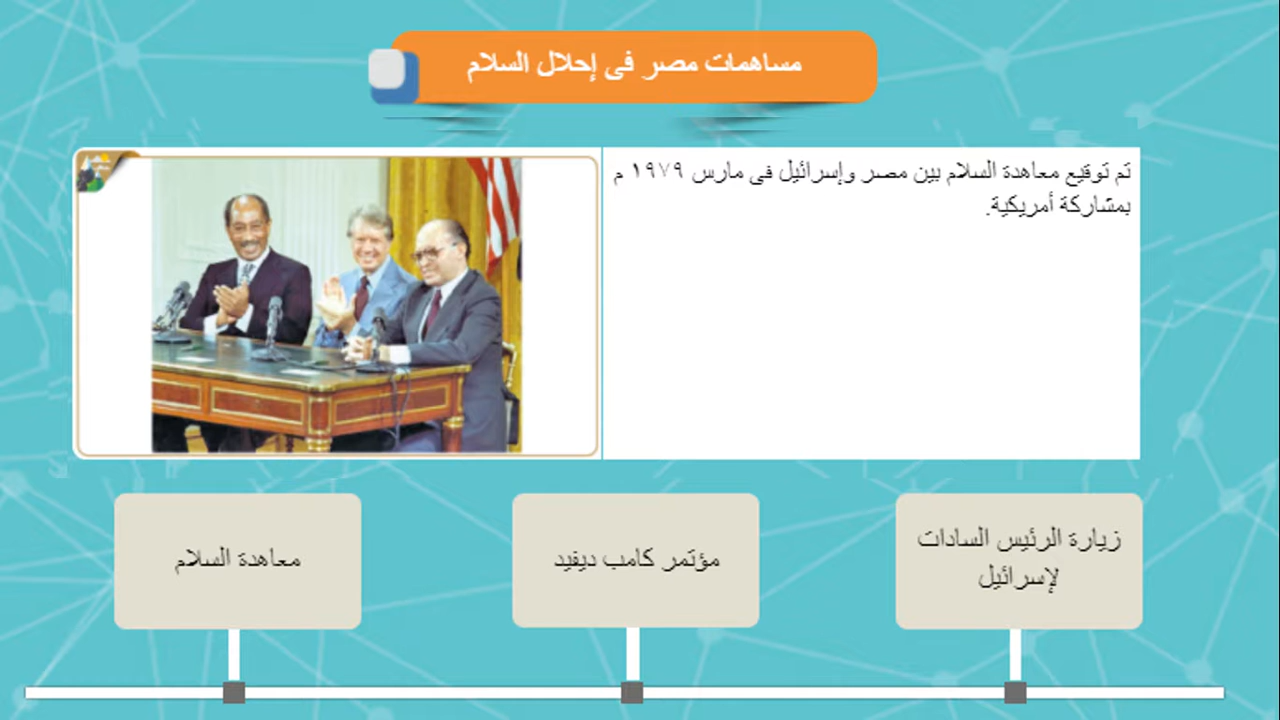 مساهمات مصر فى إحلال السلام
تم توقيع معاهدة السلام بين مصر وإسرائيل فى مارس ١٩٧٩ م
بمشاركة أمريكية.
زيارة الرئيس السادات
لإسرائيل
مؤتمر كامب ديفيد
معاهدة السلام